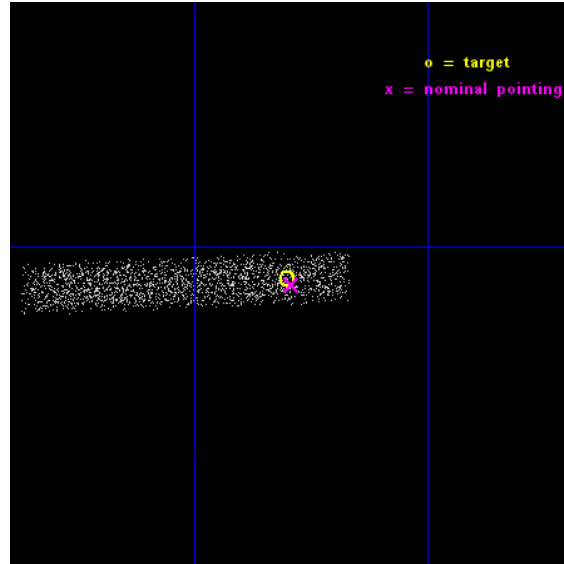 o = target
x = nominal pointing